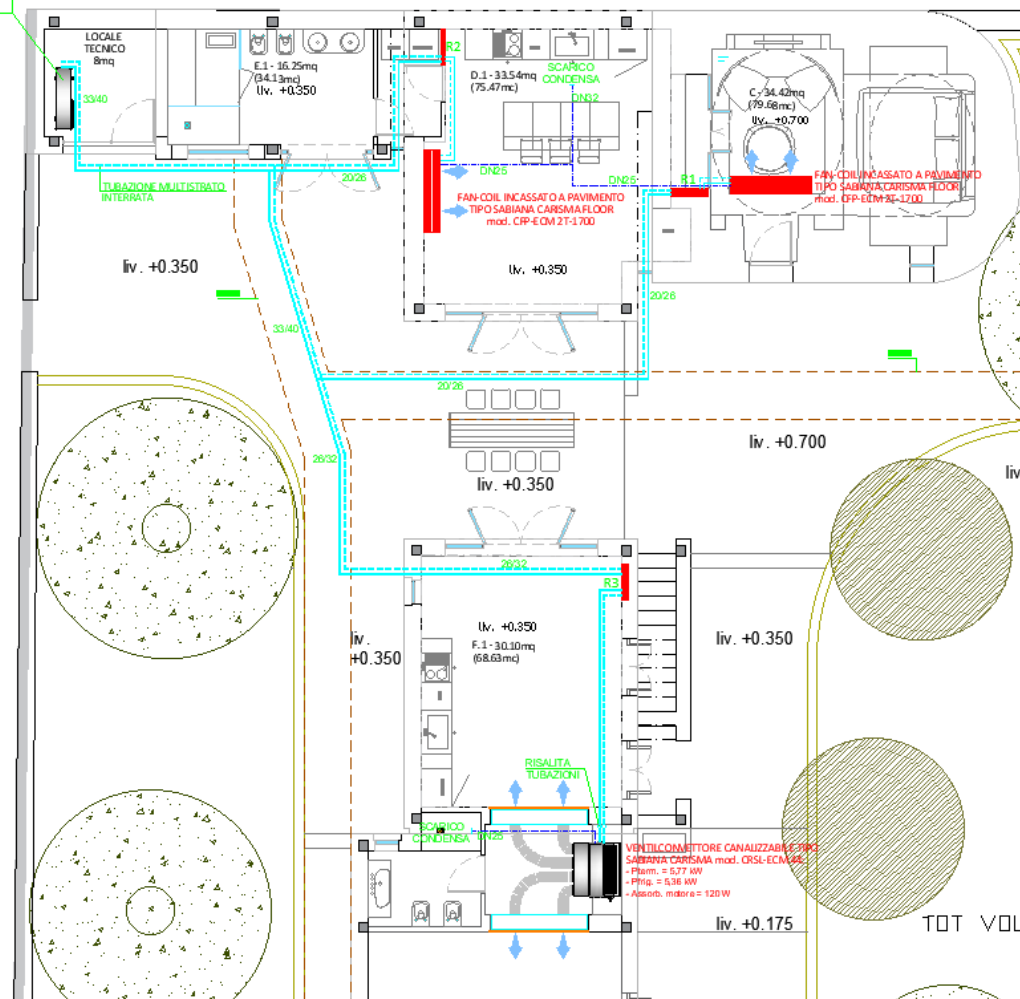 LOCALE
TECNICO
8mq
33/40
E.1 - 16.25mq
(34.13mc)
liv. +0.350
R2
D.1 - 33.54mq
(75.47mc)
SCARICO
CONDENSA
DN32
C - 34.42mq
(79.68mc)
liv. +0.700
TUBAZIONE MULTISTRATO
INTERRATA
20/26
DN25
DN25
R1
FAN-COIL INCASSATO A PAVIMENTO
TIPO SABIANA CARISMA FLOOR
mod. CFP-ECM 2T-1700
FAN-COIL INCASSATO A PAVIMENTO
TIPO SABIANA CARISMA FLOOR
mod. CFP-ECM 2T-1700
liv. +0.350
liv. +0.350
20/26
33/40
20/26
26/32
liv. +0.350
liv. +0.700
liv
26/32
R3
liv. +0.350
F.1 - 30.10mq
(68.63mc)
liv.
+0.350
liv. +0.350
RISALITA
TUBAZIONI
SCARICO
CONDENSA
DN25
VENTILCONVETTORE CANALIZZABILE TIPO
SABIANA CARISMA mod. CRSL-ECM 44
- Pterm. = 5,77 kW
- Pfrig. = 5,36 kW
- Assorb. motore = 120 W
liv. +0.175
TOT VOL